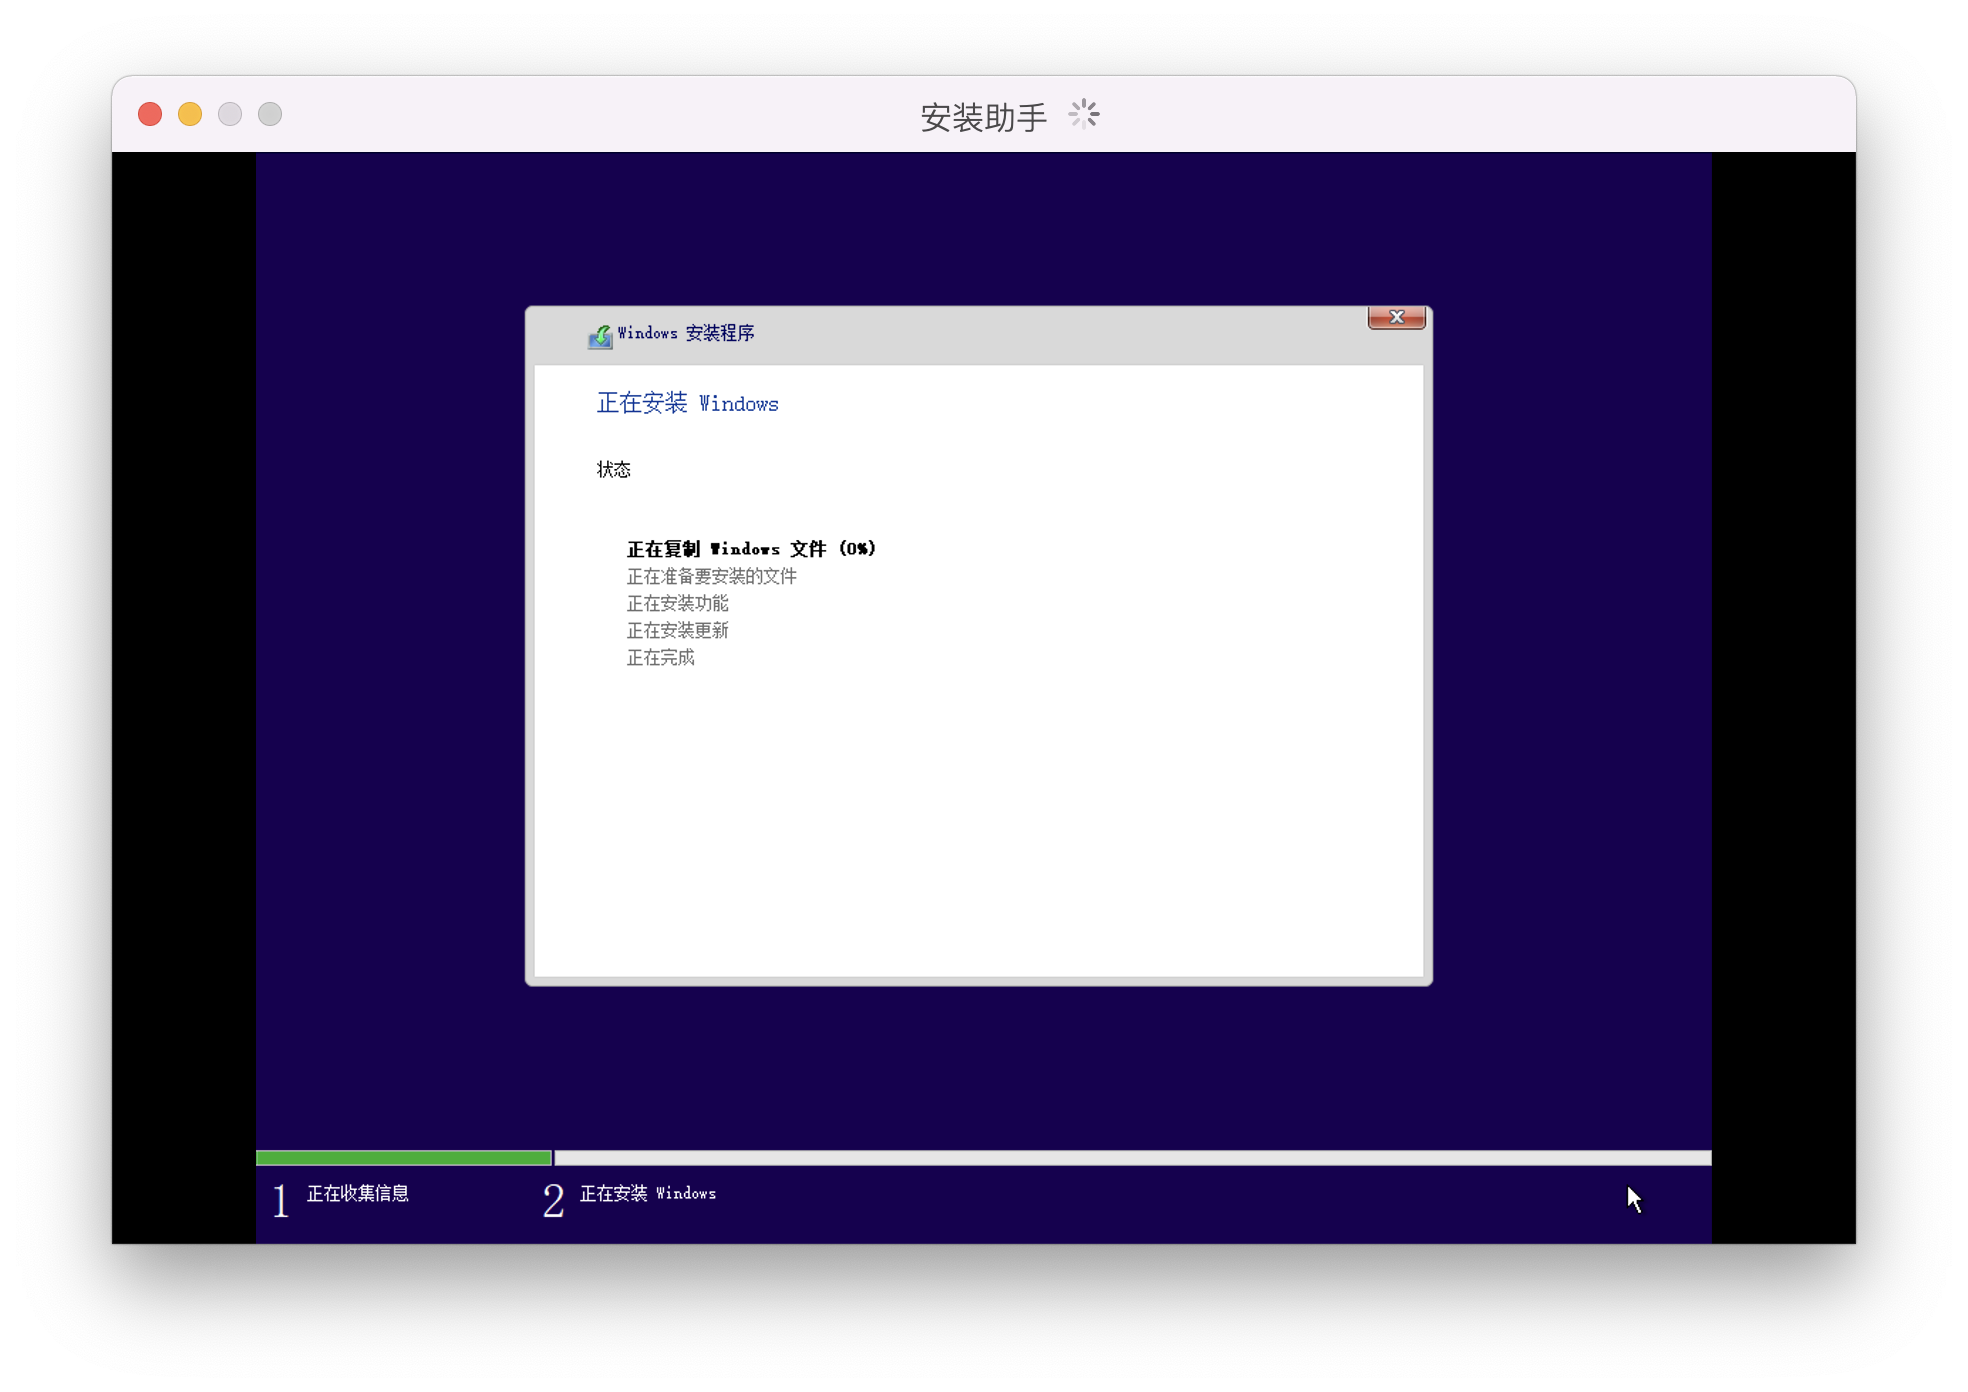 安装助手
Windows 安装程序
正在安装 Windows
状态
正在复制 Windows 文件 (0%)
正在准备要安装的文件
正在安装功能
正在安装更新
正在完成
1 正在收集信息
2 正在安装 Windows